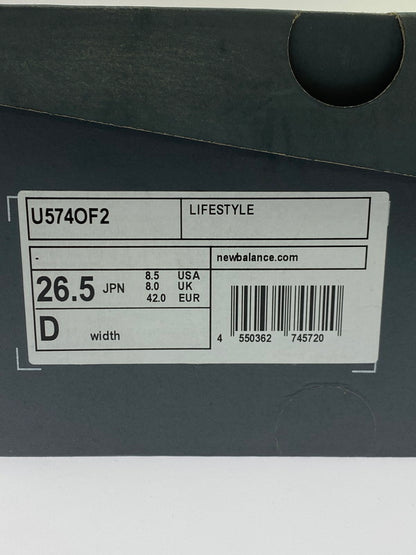 U574OF2 LIFESTYLE
- newbalance.com
26.5 JPN 8.5 USA
8.0 UK
42.0 EUR
D width
4 550362 745720